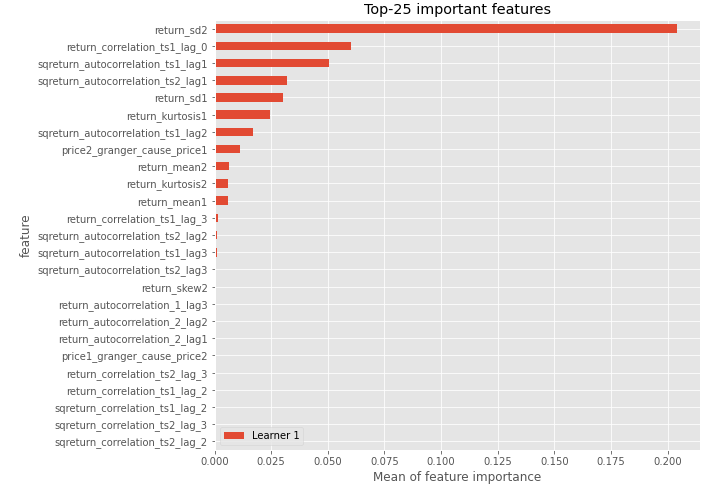 Top-25 important features
return_sd2
return_correlation_ts1_lag_0
sqreturn_autocorrelation_ts1_lag1
sqreturn_autocorrelation_ts2_lag1
return_sd1
return_kurtosis1
sqreturn_autocorrelation_ts1_lag2
price2_granger_cause_price1
return_mean2
return_kurtosis2
return_mean1
return_correlation_ts1_lag_3
sqreturn_autocorrelation_ts2_lag2
sqreturn_autocorrelation_ts1_lag3
sqreturn_autocorrelation_ts2_lag3
return_skew2
return_autocorrelation_1_lag3
return_autocorrelation_2_lag2
return_autocorrelation_2_lag1
price1_granger_cause_price2
return_correlation_ts2_lag_3
return_correlation_ts1_lag_2
sqreturn_correlation_ts1_lag_2
sqreturn_correlation_ts2_lag_3
sqreturn_correlation_ts2_lag_2
feature
Learner 1
0.000 0.025 0.050 0.075 0.100 0.125 0.150 0.175 0.200
Mean of feature importance